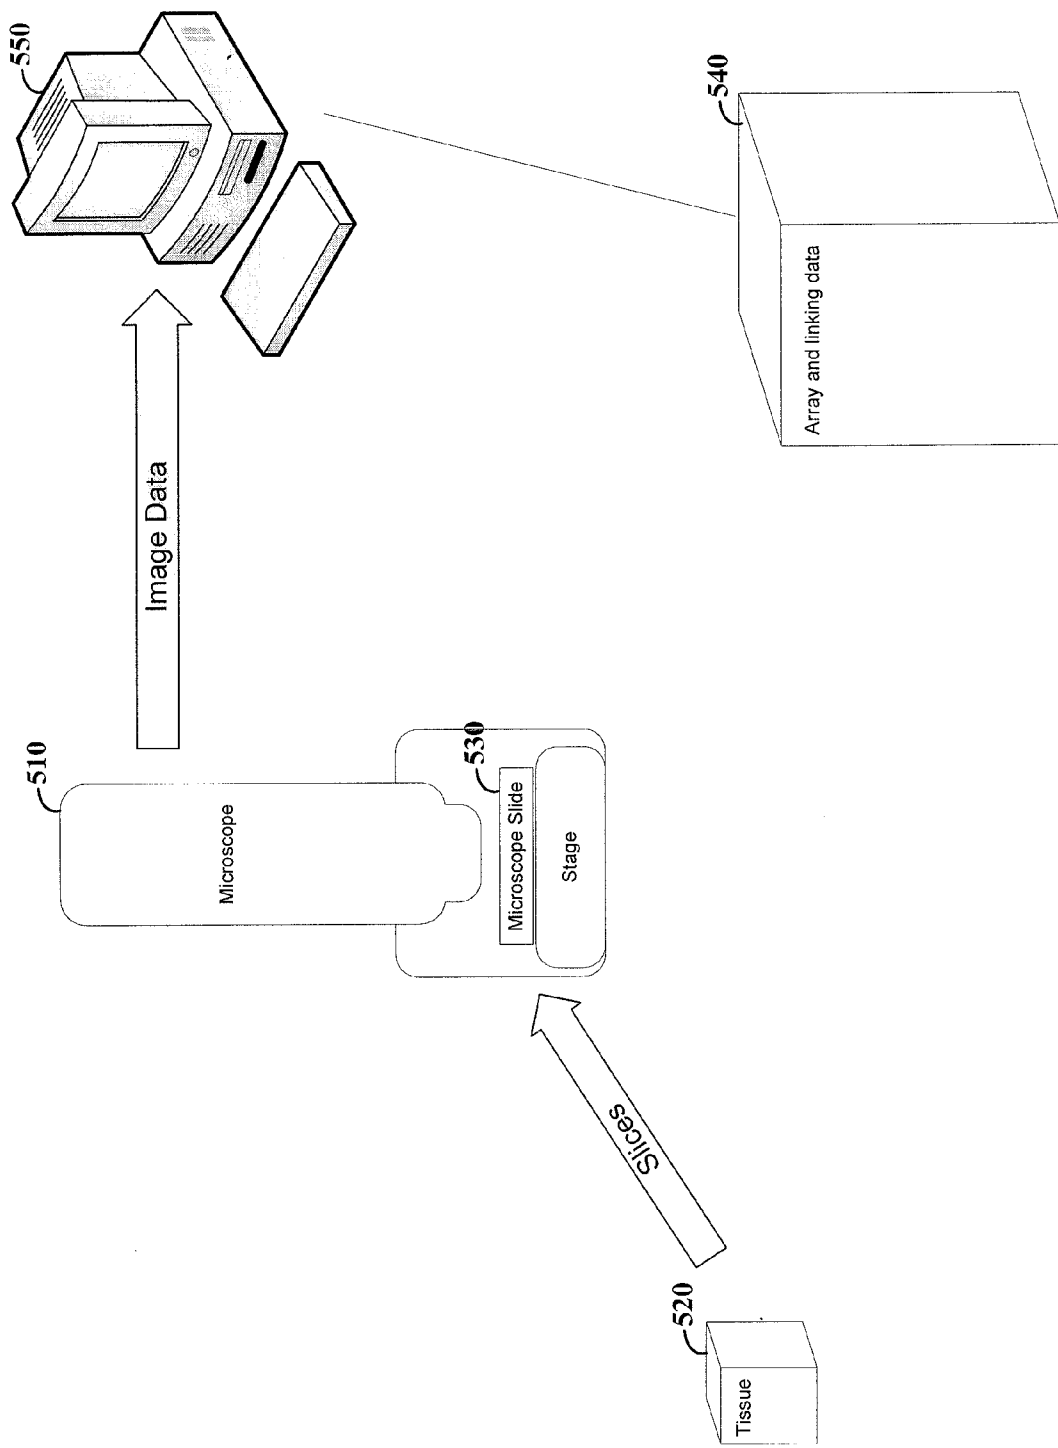 550
Image Data
540
Array and linking data
510
Microscope
530
Microscope Slide
Stage
Slices
520
Tissue